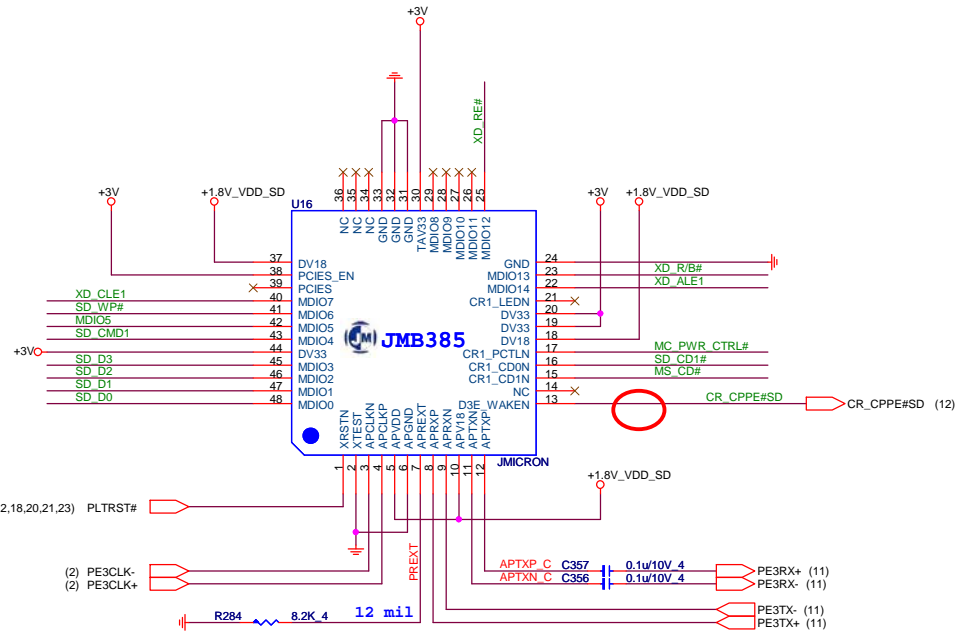 +3V
XD_RE#
36 35 34 33 32 31 30 29 28 27 26 25
NC NC NC GND GND GND TAV33 MDIO8 MDIO9 MDIO10 MDIO11 MDIO12
+3V
+1.8V_VDD_SD
+3V
+1.8V_VDD_SD
U16
37 DV18
38 PCIES_EN
39 PCIES
XD_CLE1 40 MDIO7
SD_WP# 41 MDIO6
MDIO5 42 MDIO5
SD_CMD1 43 MDIO4
+3V 44 DV33
SD_D3 45 MDIO3
SD_D2 46 MDIO2
SD_D1 47 MDIO1
SD_D0 48 MDIO0
JM JMB385
GND 24
MDIO13 23 XD_R/B#
MDIO14 22 XD_ALE1
CR1_LEDN 21
DV33 20
DV33 19
DV18 18
CR1_PCTLN 17 MC_PWR_CTRL#
CR1_CD0N 16 SD_CD1#
CR1_CD1N 15 MS_CD#
NC 14
D3E_WAKEN 13 CR_CPPE#SD CR_CPPE#SD (12)
XRSTN XTEST APCLKN APCLKP APVDD APGND APREXT APRXP APRXN APV18 APTXN APTXP
1 2 3 4 5 6 7 8 9 10 11 12
JMICRON
+1.8V_VDD_SD
2,18,20,21,23) PLTRST#
PREXT
APTXP_C C357 0.1u/10V_4 PE3RX+ (11)
APTXN_C C356 0.1u/10V_4 PE3RX- (11)
(2) PE3CLK-
(2) PE3CLK+
PE3TX- (11)
PE3TX+ (11)
R284 8.2K_4 12 mil